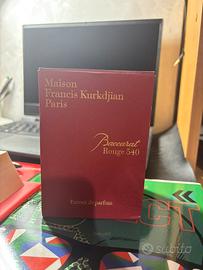 Maison
Francis Kurkdjian
Paris
Baccarat
Rouge 540
Extrait de parfum
subito